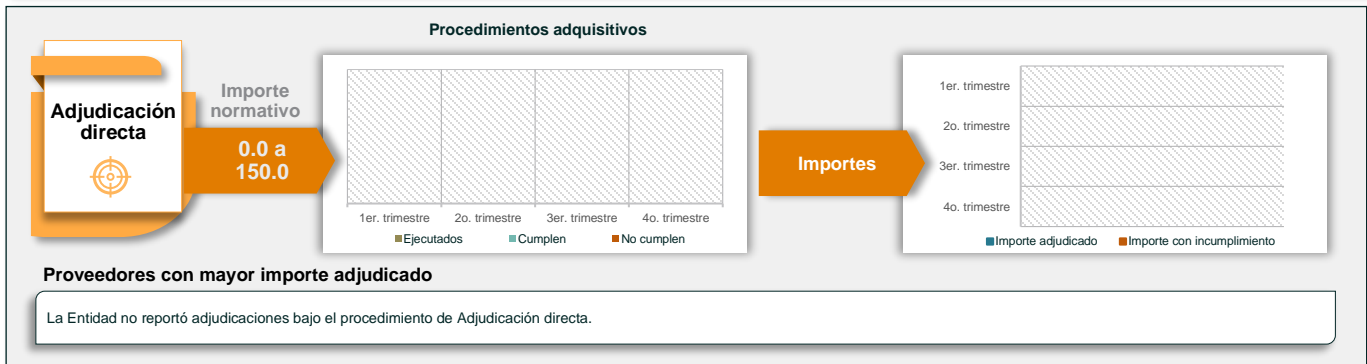 Procedimientos adquisitivos
Adjudicación
directa
Importe
normativo
0.0 a
150.0
1er. trimestre
2o. trimestre
3er. trimestre
4o. trimestre
Ejecutados
Cumplen
No cumplen
Importes
1er. trimestre
2o. trimestre
3er. trimestre
4o. trimestre
Importe adjudicado
Importe con incumplimiento
Proveedores con mayor importe adjudicado
La Entidad no reportó adjudicaciones bajo el procedimiento de Adjudicación directa.